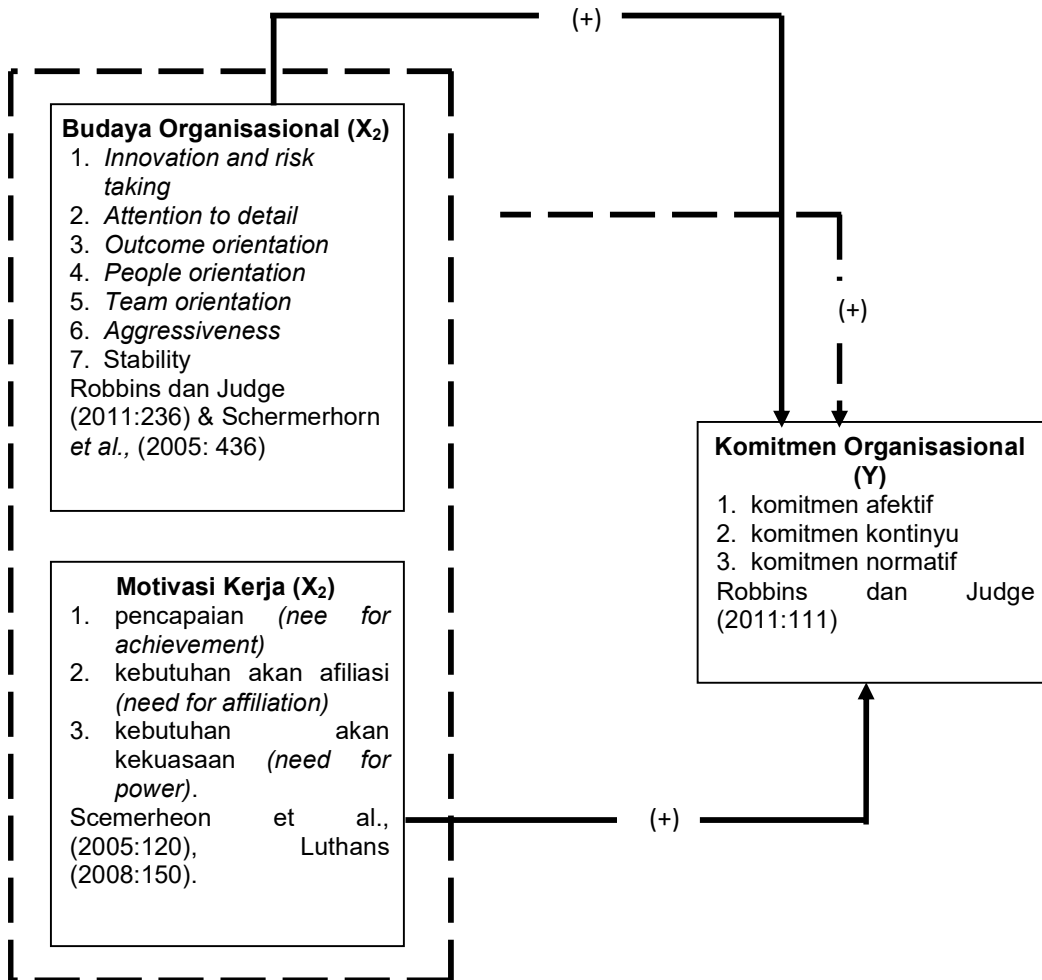 (+)
Budaya Organisasional (X₂)
1. Innovation and risk
taking
2. Attention to detail
3. Outcome orientation
4. People orientation
5. Team orientation
6. Aggressiveness
7. Stability
Robbins dan Judge
(2011:236) & Schermerhorn
et al., (2005: 436)
(+)
Komitmen Organisasional
(Y)
1. komitmen afektif
2. komitmen kontinyu
3. komitmen normatif
Robbins dan Judge
(2011:111)
Motivasi Kerja (X₂)
1. pencapaian (nee for
achievement)
2. kebutuhan akan afiliasi
(need for affiliation)
3. kebutuhan akan
kekuasaan (need for
power).
Scemerheon et al.,
(2005:120), Luthans
(2008:150).
(+)